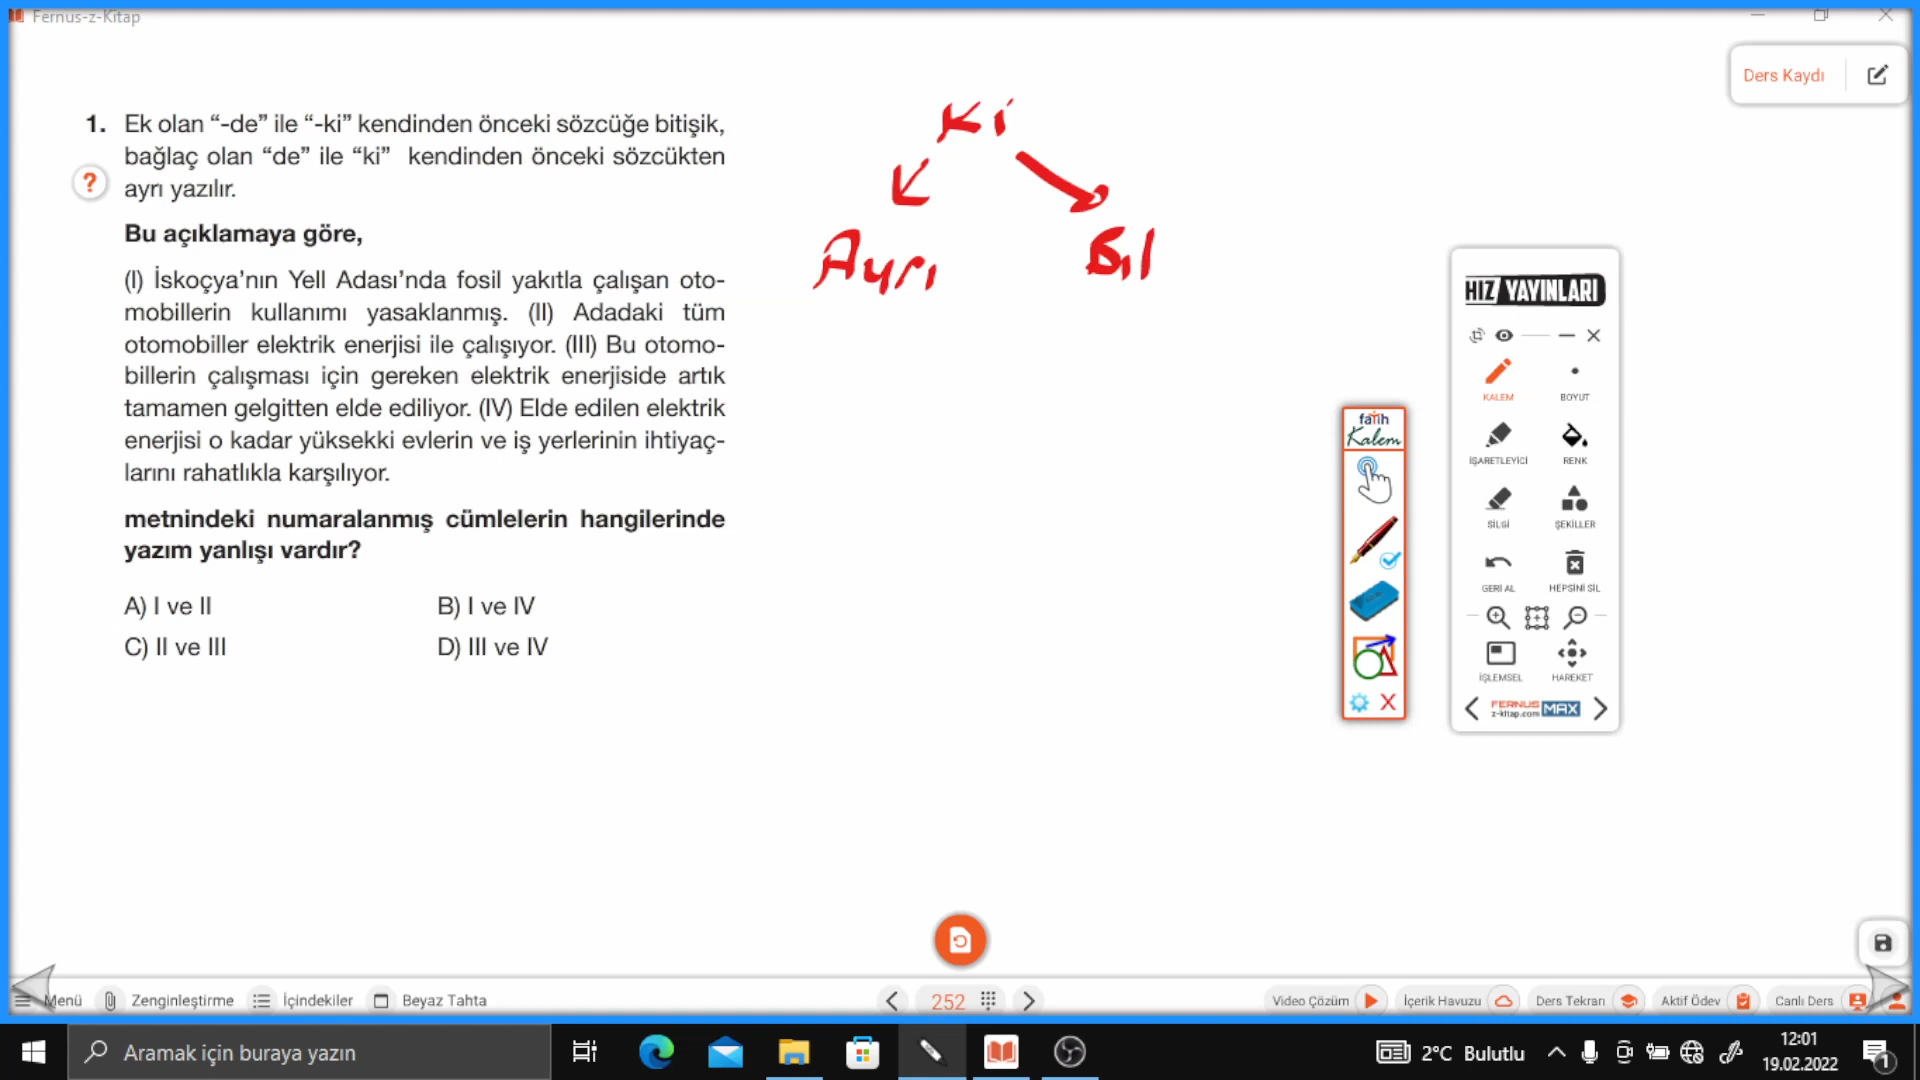 Fernus-z-Kitap
Ders Kaydı
1. Ek olan “-de” ile “-ki” kendinden önceki sözcüğe bitişik,
bağlaç olan “de” ile “ki” kendinden önceki sözcükten
ayrı yazılır.
?
Bu açıklamaya göre,
(I) İskoçya’nın Yell Adası’nda fosil yakıtla çalışan oto-
mobillerin kullanımı yasaklanmış. (II) Adadaki tüm
otomobiller elektrik enerjisi ile çalışıyor. (III) Bu otomo-
billerin çalışması için gereken elektrik enerjiside artık
tamamen gelgitten elde ediliyor. (IV) Elde edilen elektrik
enerjisi o kadar yüksekki evlerin ve iş yerlerinin ihtiyaç-
larını rahatlıkla karşılıyor.
metnindeki numaralanmış cümlelerin hangilerinde
yazım yanlışı vardır?
A) I ve II
B) I ve IV
C) II ve III
D) III ve IV
Ki
Ayrı
fatih
Kalem
HIZ YAYINLARI
KALEM
BOYUT
İŞARETLEYİCİ
RENK
SİLGİ
ŞEKİLLER
GERİ AL
HEPSİNİ SİL
İŞLEMSEL
HAREKET
FERNUS
z-kitap.com
MAX
Menü
Zenginleştirme
İçindekiler
Beyaz Tahta
252
Video Çözüm
İçerik Havuzu
Ders Tekrarı
Aktif Ödev
Canlı Ders
Aramak için buraya yazın
2°C Bulutlu
12:01
19.02.2022
1